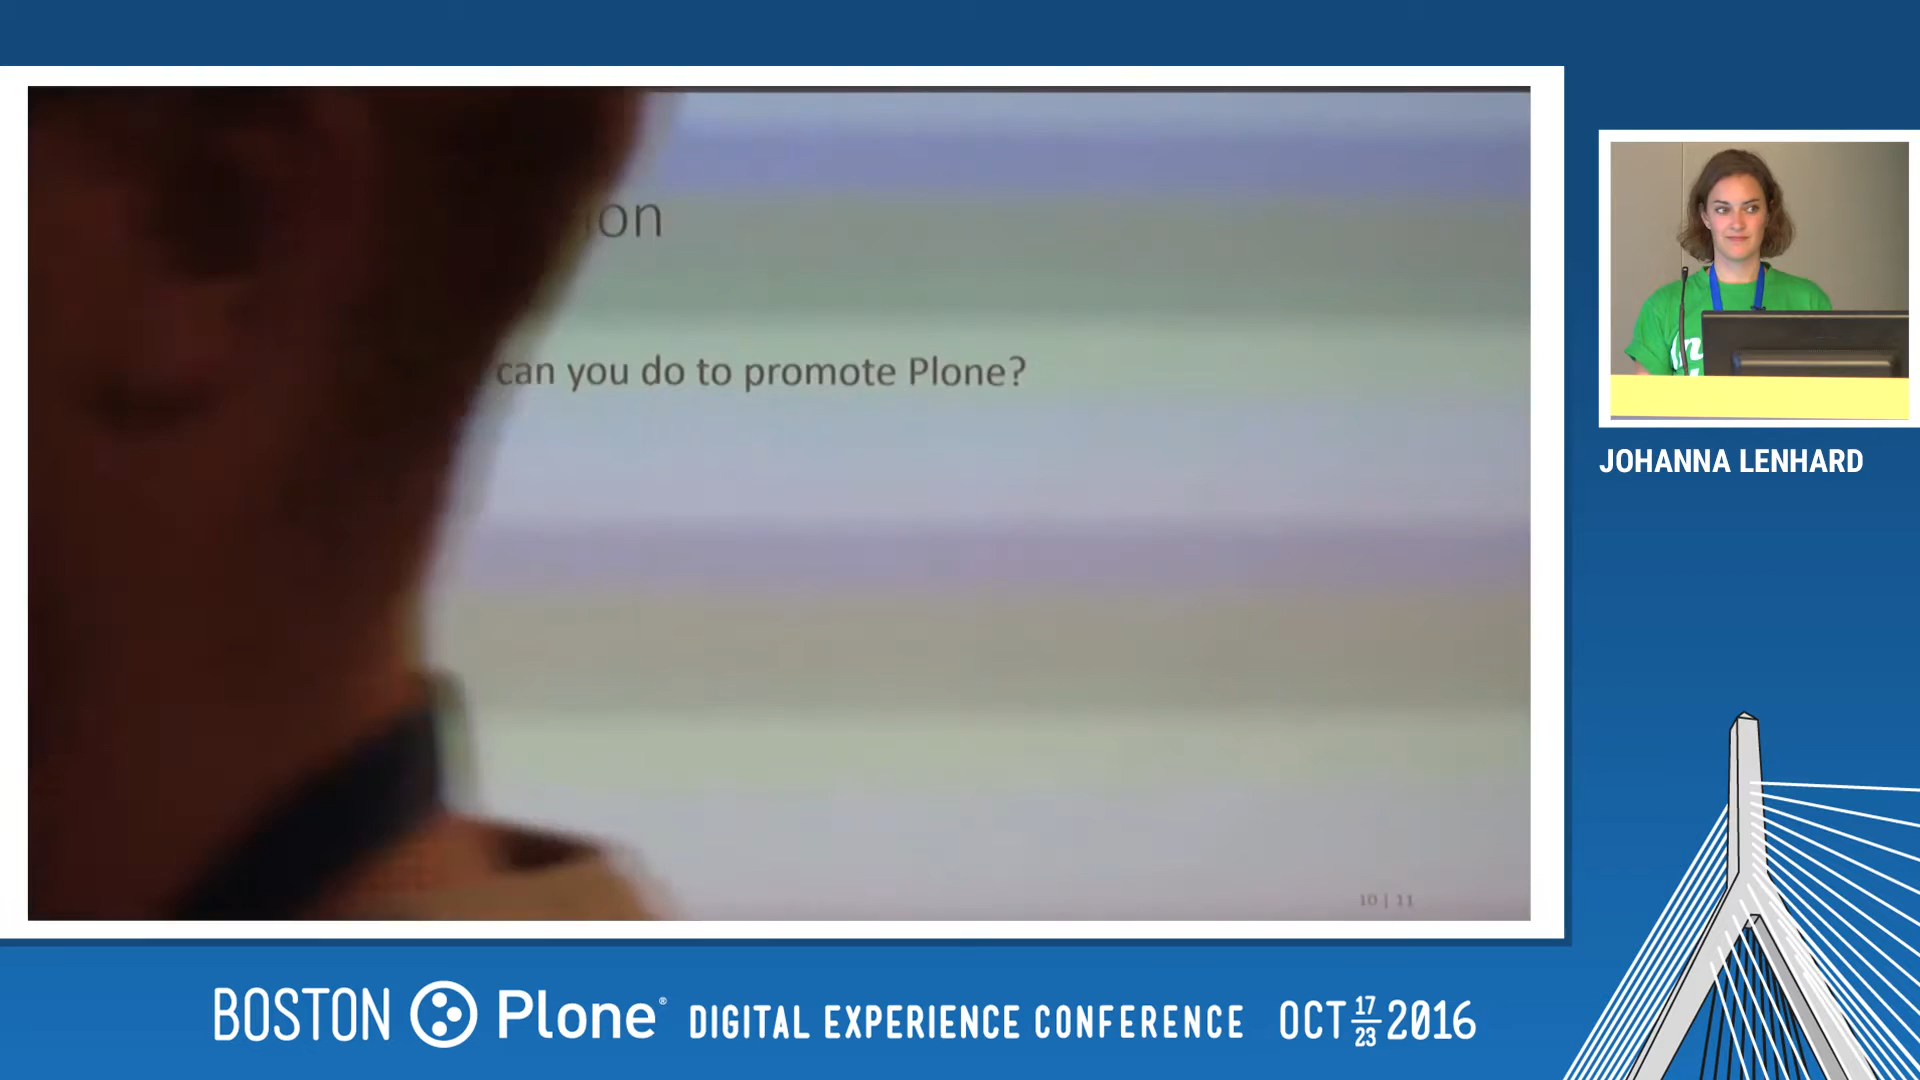 on
can you do to promote Plone?
10 | 11
JOHANNA LENHARD
BOSTON Plone® DIGITAL EXPERIENCE CONFERENCE OCT 17 23 2016